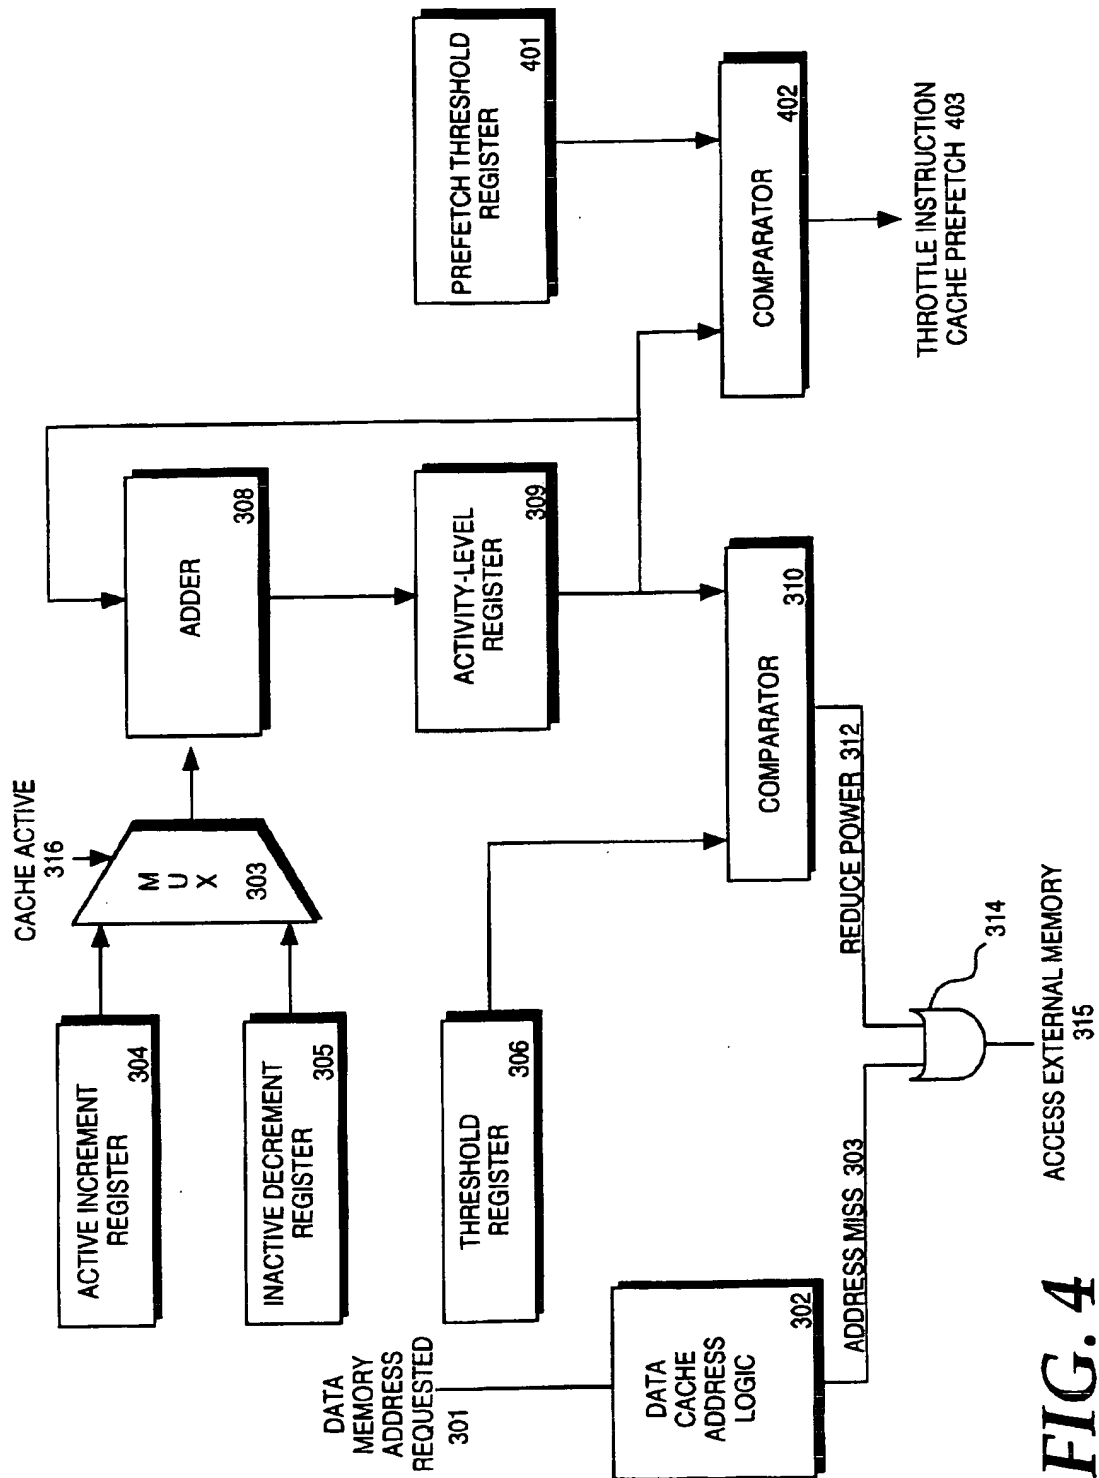 CACHE ACTIVE
316
ACTIVE INCREMENT
REGISTER
304
INACTIVE DECREMENT
REGISTER
305
M
U
X
303
ADDER
308
THRESHOLD
REGISTER
306
ACTIVITY-LEVEL
REGISTER
309
PREFETCH THRESHOLD
REGISTER
401
DATA
MEMORY
ADDRESS
REQUESTED
301
DATA
CACHE
ADDRESS
LOGIC
302
COMPARATOR
310
COMPARATOR
402
ADDRESS MISS 303
REDUCE POWER 312
314
THROTTLE INSTRUCTION
CACHE PREFETCH 403
ACCESS EXTERNAL MEMORY
315
FIG. 4